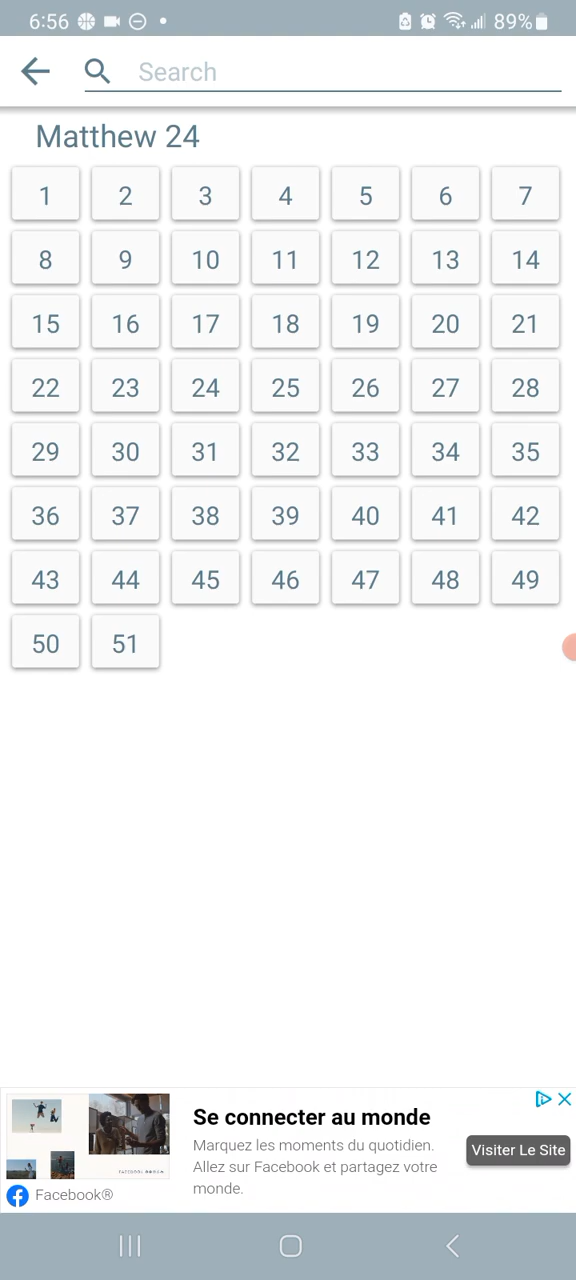 6:56 89%
Search
Matthew 24
1 2 3 4 5 6 7
8 9 10 11 12 13 14
15 16 17 18 19 20 21
22 23 24 25 26 27 28
29 30 31 32 33 34 35
36 37 38 39 40 41 42
43 44 45 46 47 48 49
50 51
Se connecter au monde
Marquez les moments du quotidien.
Allez sur Facebook et partagez votre
monde.
Visiter Le Site
Facebook®